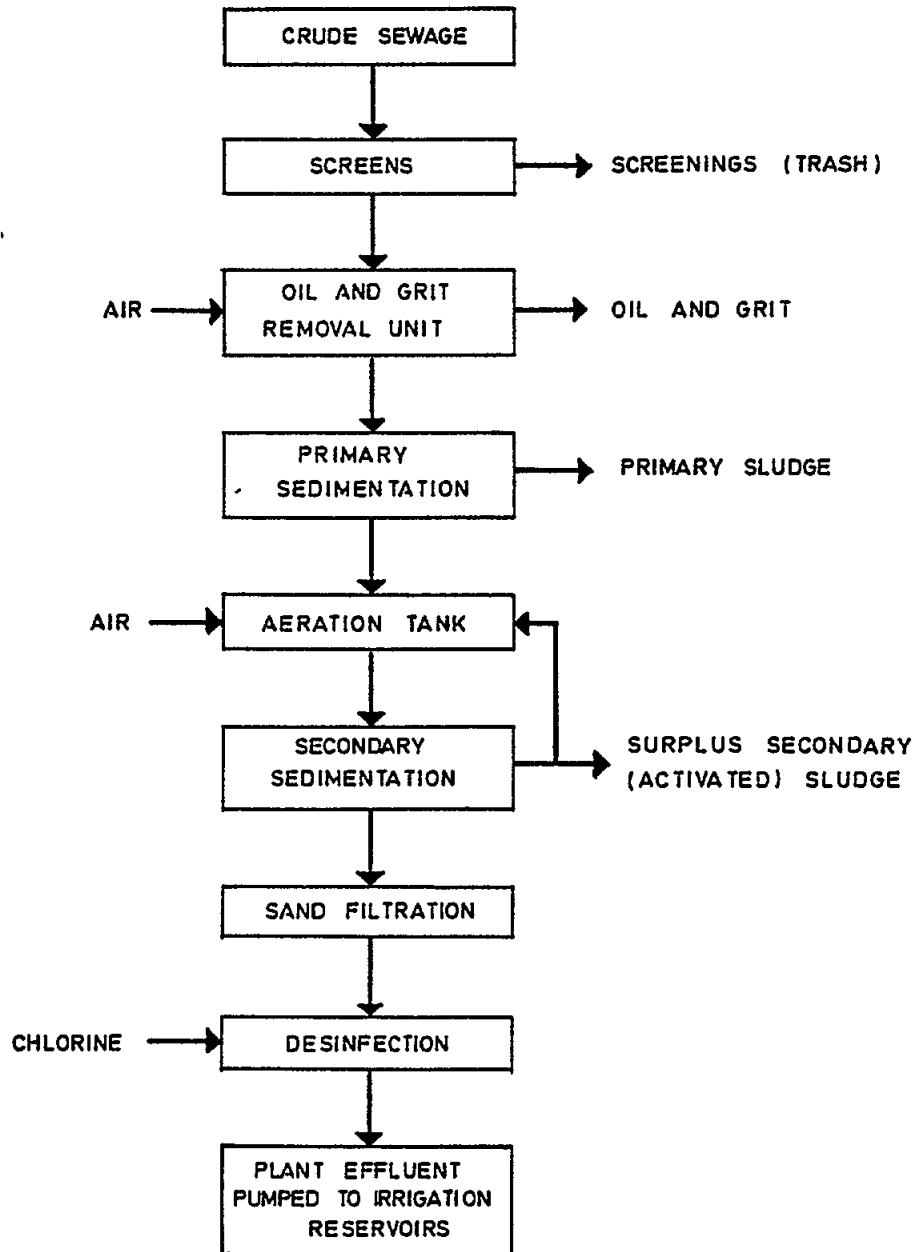 CRUDE SEWAGE
SCREENS
SCREENINGS (TRASH)
AIR
OIL AND GRIT
REMOVAL UNIT
OIL AND GRIT
PRIMARY
SEDIMENTATION
PRIMARY SLUDGE
AIR
AERATION TANK
SECONDARY
SEDIMENTATION
SURPLUS SECONDARY
(ACTIVATED) SLUDGE
SAND FILTRATION
CHLORINE
DESINFECTION
PLANT EFFLUENT
PUMPED TO IRRIGATION
RESERVOIRS